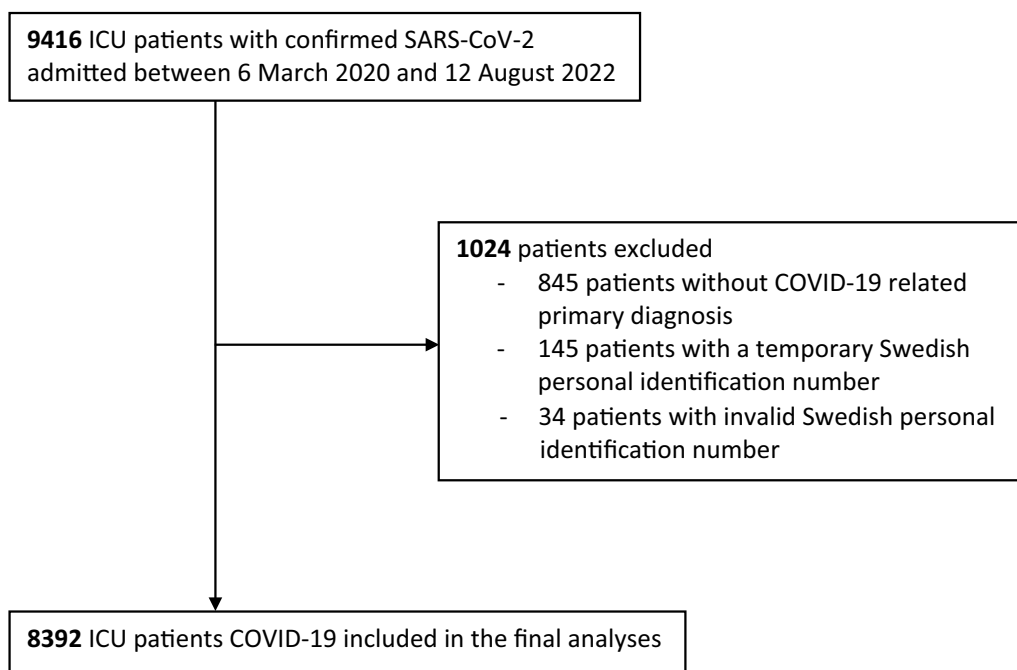 9416 ICU patients with confirmed SARS-CoV-2
admitted between 6 March 2020 and 12 August 2022
1024 patients excluded
- 845 patients without COVID-19 related
primary diagnosis
- 145 patients with a temporary Swedish
personal identification number
- 34 patients with invalid Swedish personal
identification number
8392 ICU patients COVID-19 included in the final analyses